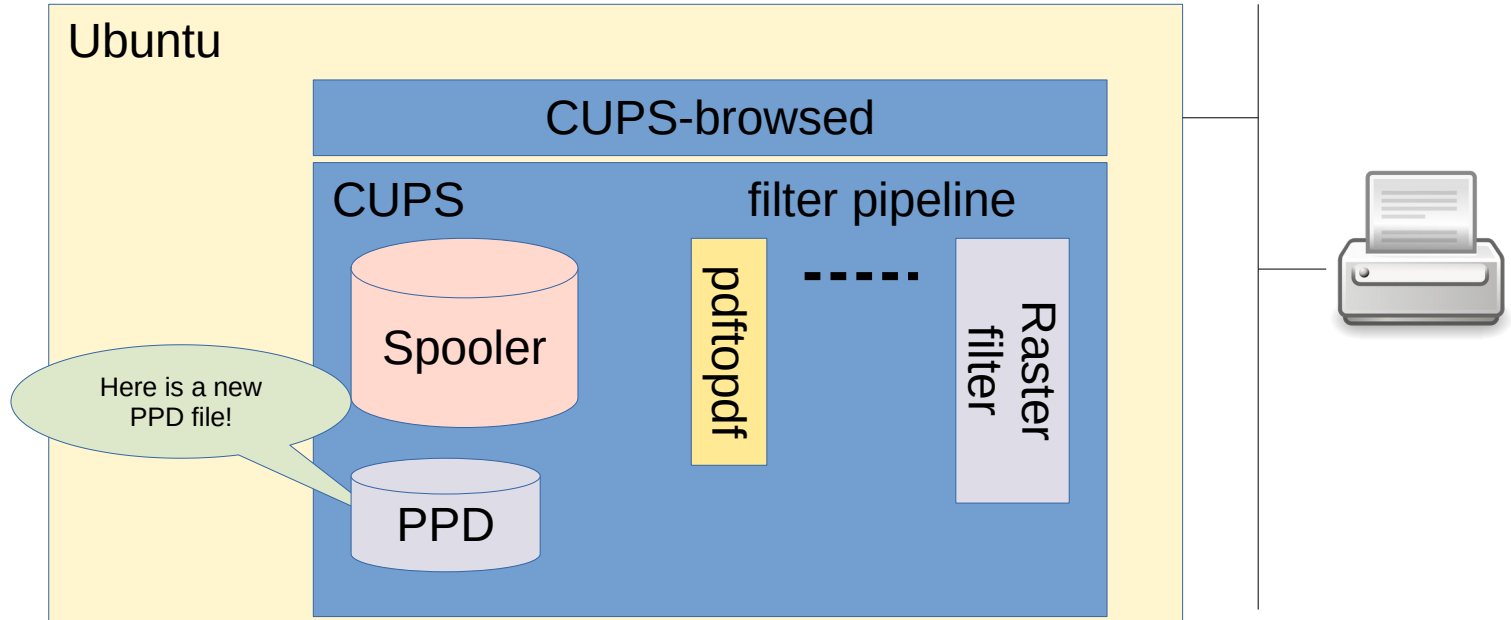 Ubuntu
CUPS-browsed
CUPS
filter pipeline
Spooler
pdftopdf
Raster
filter
Here is a new
PPD file!
PPD